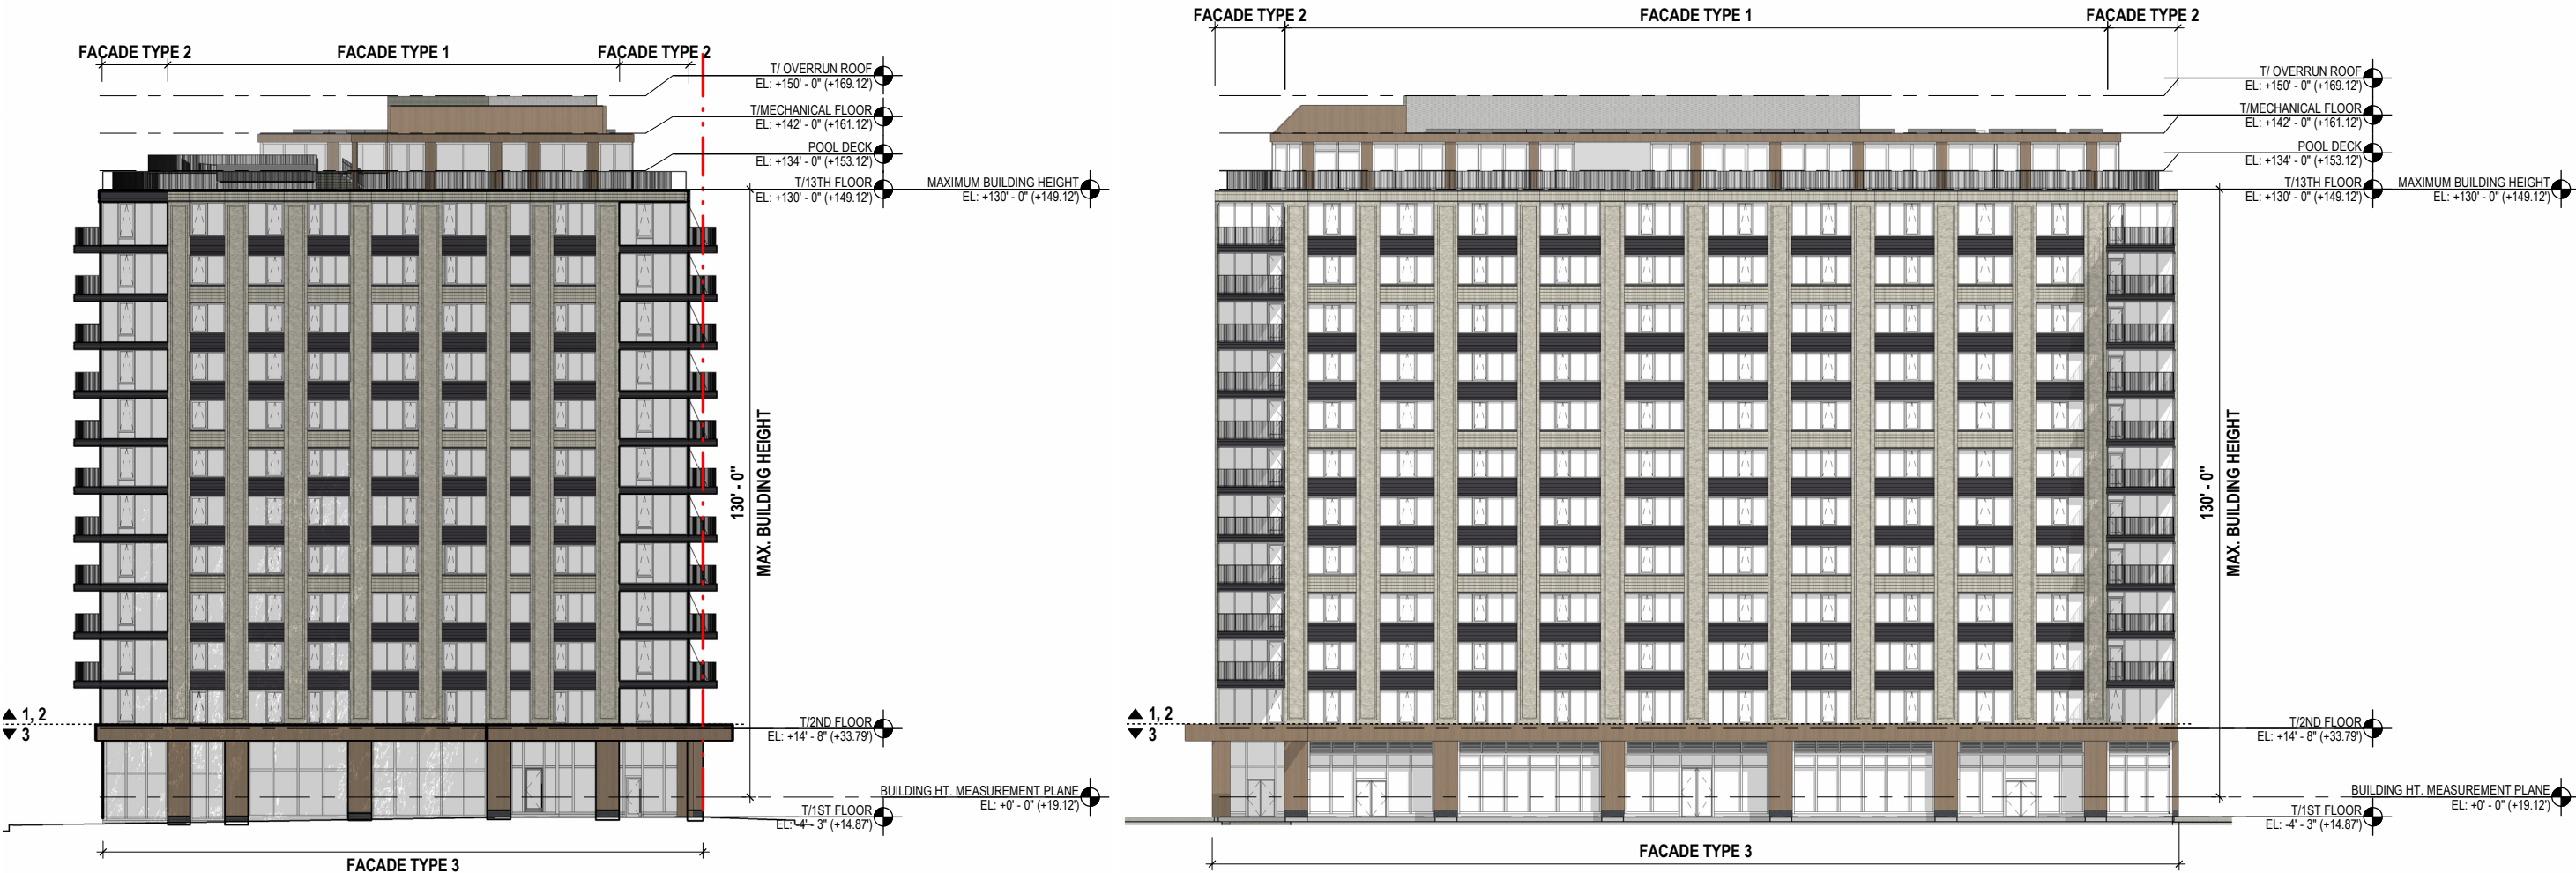 FACADE TYPE 2
FACADE TYPE 1
FACADE TYPE 2
T/ OVERRUN ROOF
EL: +150' - 0" (+169.12')
T/MECHANICAL FLOOR
EL: +142' - 0" (+161.12')
POOL DECK
EL: +134' - 0" (+153.12')
T/13TH FLOOR
EL: +130' - 0" (+149.12')
MAXIMUM BUILDING HEIGHT
EL: +130' - 0" (+149.12')
130' - 0"
MAX. BUILDING HEIGHT
▲ 1, 2
▼ 3
T/2ND FLOOR
EL: +14' - 8" (+33.79')
BUILDING HT. MEASUREMENT PLANE
EL: +0' - 0" (+19.12')
T/1ST FLOOR
EL: -4' - 3" (+14.87')
FACADE TYPE 3
FACADE TYPE 2
FACADE TYPE 1
FACADE TYPE 2
T/ OVERRUN ROOF
EL: +150' - 0" (+169.12')
T/MECHANICAL FLOOR
EL: +142' - 0" (+161.12')
POOL DECK
EL: +134' - 0" (+153.12')
T/13TH FLOOR
EL: +130' - 0" (+149.12')
MAXIMUM BUILDING HEIGHT
EL: +130' - 0" (+149.12')
130' - 0"
MAX. BUILDING HEIGHT
▲ 1, 2
▼ 3
T/2ND FLOOR
EL: +14' - 8" (+33.79')
BUILDING HT. MEASUREMENT PLANE
EL: +0' - 0" (+19.12')
T/1ST FLOOR
EL: -4' - 3" (+14.87')
FACADE TYPE 3